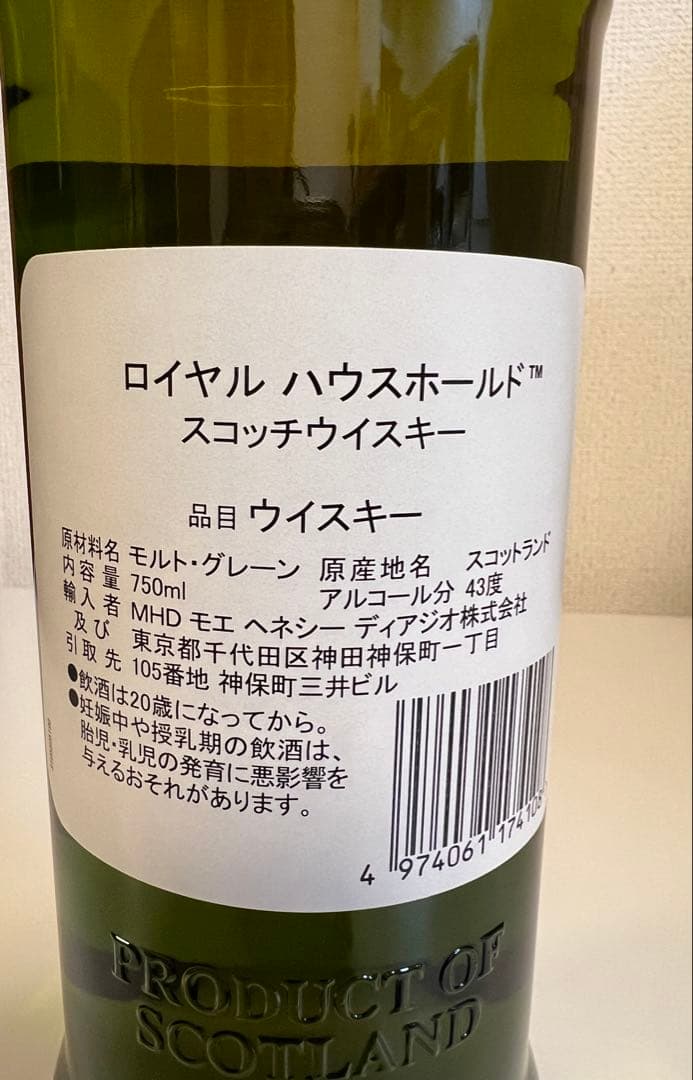 ロイヤル ハウスホールド™
スコッチウイスキー
品目 ウイスキー
原材料名 モルト・グレーン 原産地名 スコットランド
内容量 750ml アルコール分 43度
輸入者 MHD モエ ヘネシー ディアジオ株式会社
及び 東京都千代田区神田神保町一丁目
引取先 105番地 神保町三井ビル
●飲酒は20歳になってから。
●妊娠中や授乳期の飲酒は、
胎児・乳児の発育に悪影響を
与えるおそれがあります。
4 974061 174108
PRODUCT OF
SCOTLAND